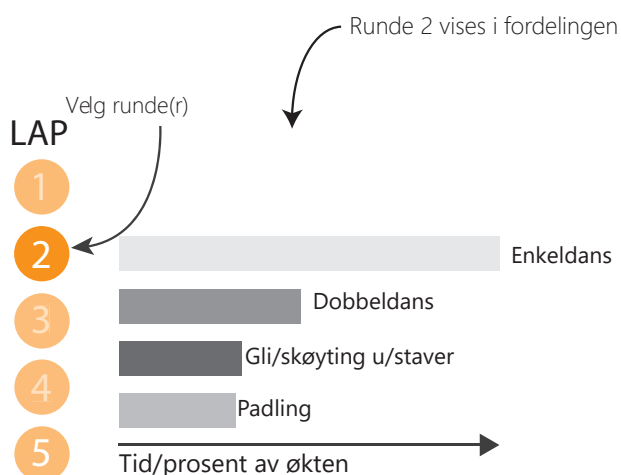 Runde 2 vises i fordelingen
Velg runde(r)
LAP
1
2
Enkeldans
3
Dobbeldans
Gli/skøyting u/staver
4
Padling
5
Tid/prosent av økten